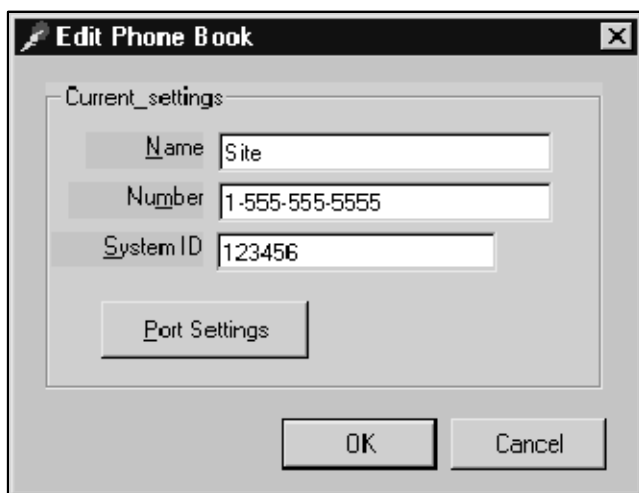 Edit Phone Book
Current_settings
Name Site
Number 1-555-555-5555
System ID 123456
Port Settings
OK Cancel